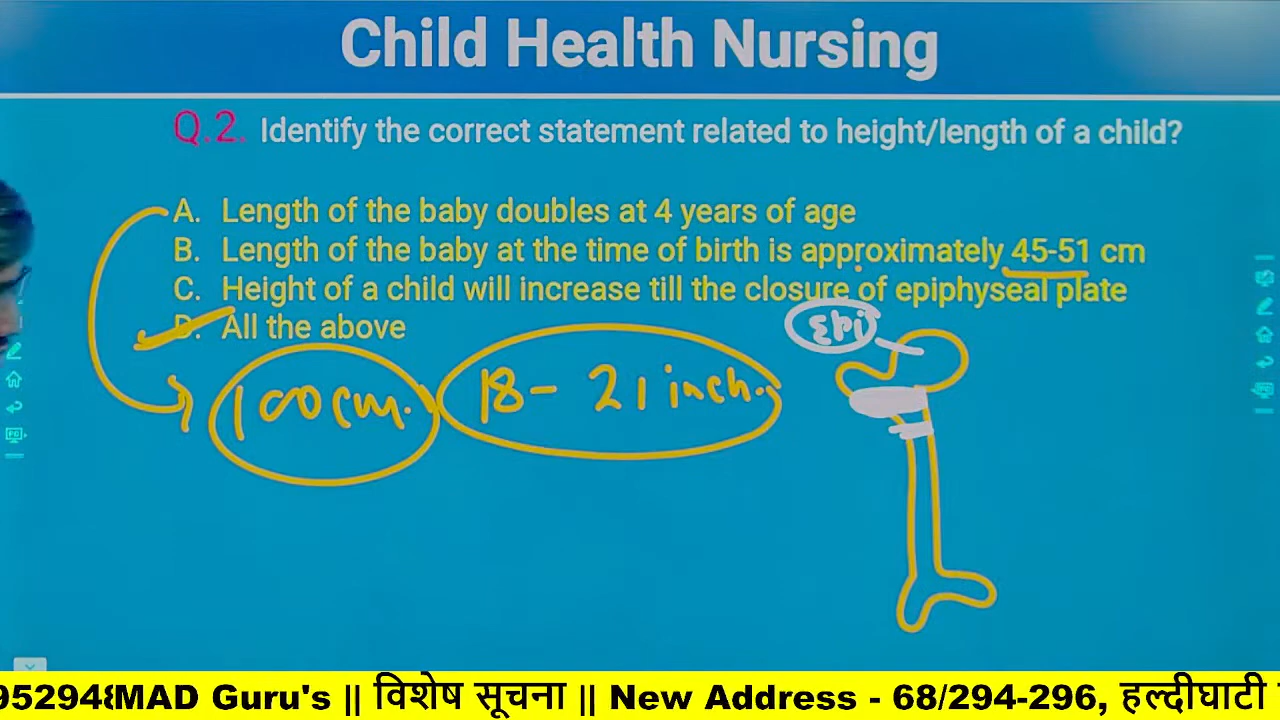 Child Health Nursing
Q.2. Identify the correct statement related to height/length of a child?
A. Length of the baby doubles at 4 years of age
B. Length of the baby at the time of birth is approximately 45-51 cm
C. Height of a child will increase till the closure of epiphyseal plate
D. All the above
Epi
100 cm.
18 - 21 inch.
MAD Guru's || विशेष सूचना || New Address - 68/294-296, हल्दीघाटी